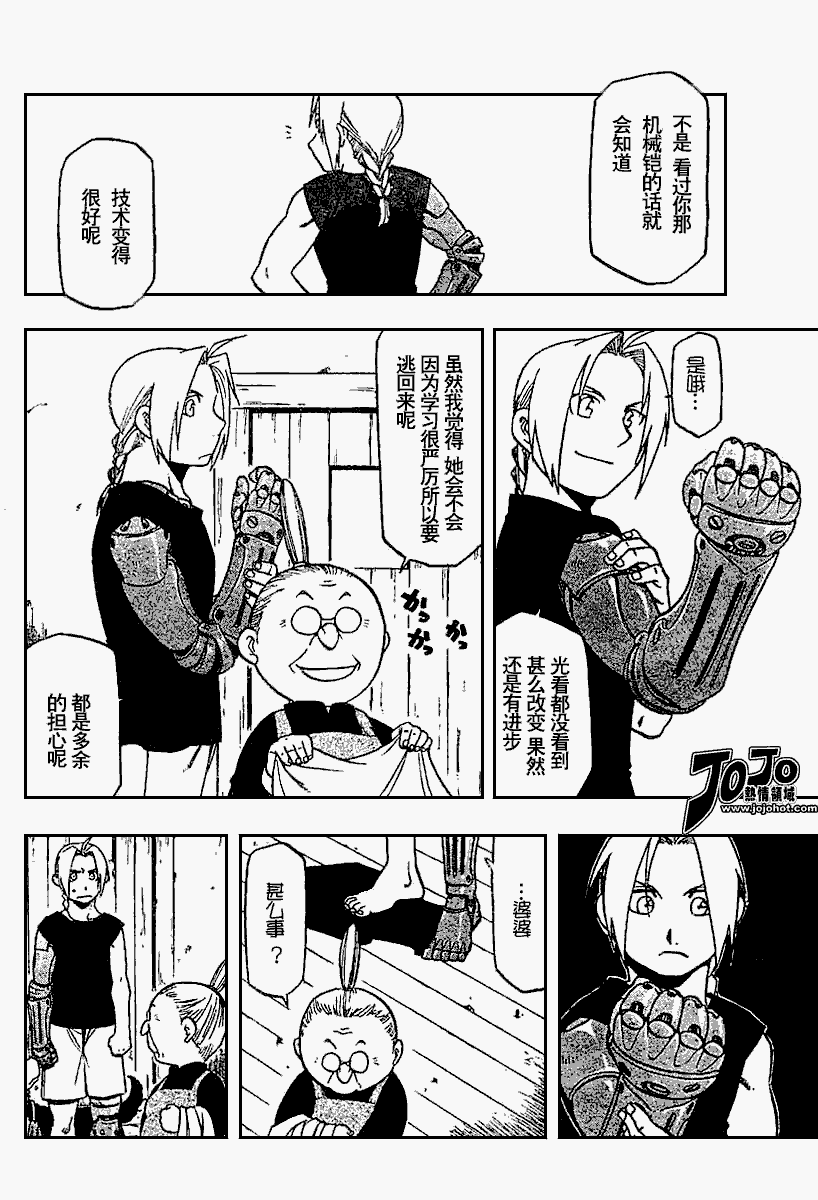 不是 看过你那
机械铠的话就
会知道
技术变得
很好呢
是哦…
光看都没看到
甚么改变 果然
还是有进步
虽然我觉得 她会不会
因为学习很严厉所以要
逃回来呢
かっ
かっ
かっ
都是多余
的担心呢
JOJO
熱情領域
www.jojohot.com
…婆婆
甚么事？